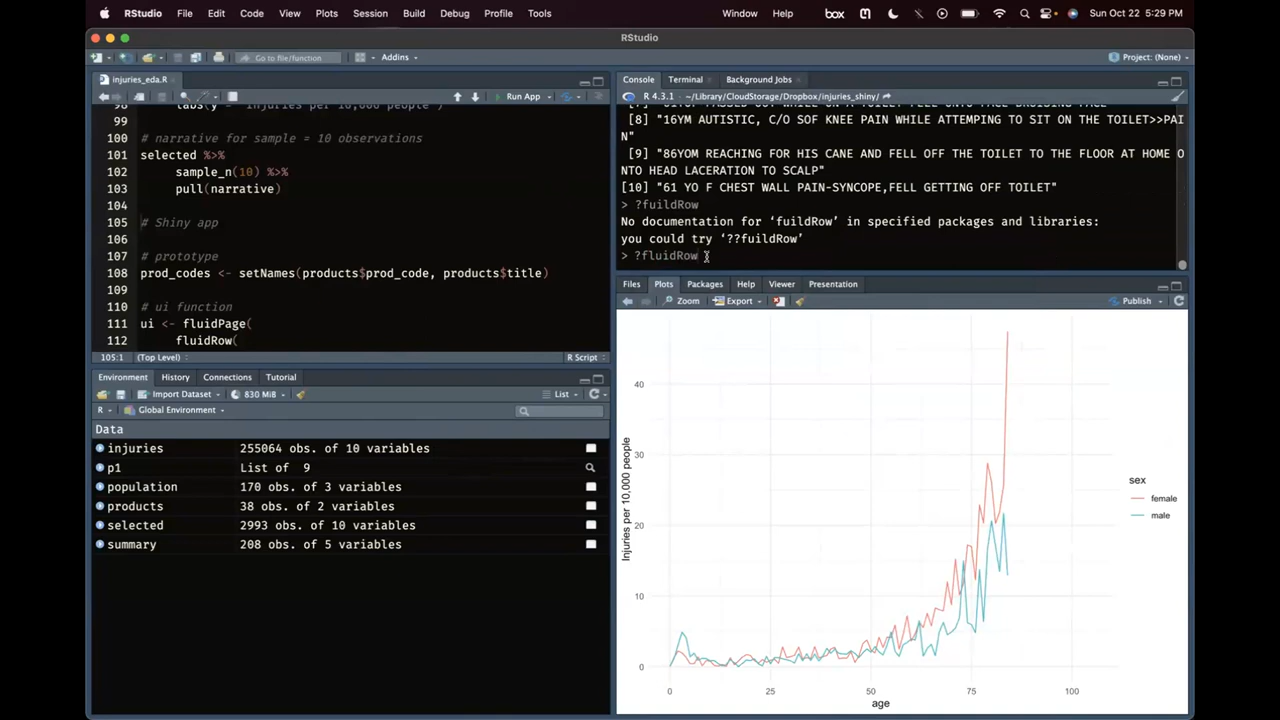 RStudio File Edit Code View Plots Session Build Debug Profile Tools Window Help box Sun Oct 22 5:29 PM
RStudio
Go to file/function Addins Project: (None)
injuries_eda.R
Run App
98 labs(y = "Injuries per 10,000 people")
99
100 # narrative for sample = 10 observations
101 selected %>%
102 sample_n(10) %>%
103 pull(narrative)
104
105 # Shiny app
106
107 # prototype
108 prod_codes <- setNames(products$prod_code, products$title)
109
110 # ui function
111 ui <- fluidPage(
112 fluidRow(
105:1 (Top Level) R Script
Console Terminal Background Jobs
R 4.3.1 · ~/Library/CloudStorage/Dropbox/injuries_shiny/
[8] "16YM AUTISTIC, C/O SOF KNEE PAIN WHILE ATTEMPING TO SIT ON THE TOILET>>PAI
N"
[9] "86YOM REACHING FOR HIS CANE AND FELL OFF THE TOILET TO THE FLOOR AT HOME O
NTO HEAD LACERATION TO SCALP"
[10] "61 YO F CHEST WALL PAIN-SYNCOPE,FELL GETTING OFF TOILET"
> ?fuildRow
No documentation for ‘fuildRow’ in specified packages and libraries:
you could try ‘??fuildRow’
> ?fluidRow
Environment History Connections Tutorial
Import Dataset 830 MiB List
R Global Environment
Data
injuries 255064 obs. of 10 variables
p1 List of 9
population 170 obs. of 3 variables
products 38 obs. of 2 variables
selected 2993 obs. of 10 variables
summary 208 obs. of 5 variables
Files Plots Packages Help Viewer Presentation
Zoom Export Publish
Injuries per 10,000 people
40
30
20
10
0
0 25 50 75 100
age
sex
female
male